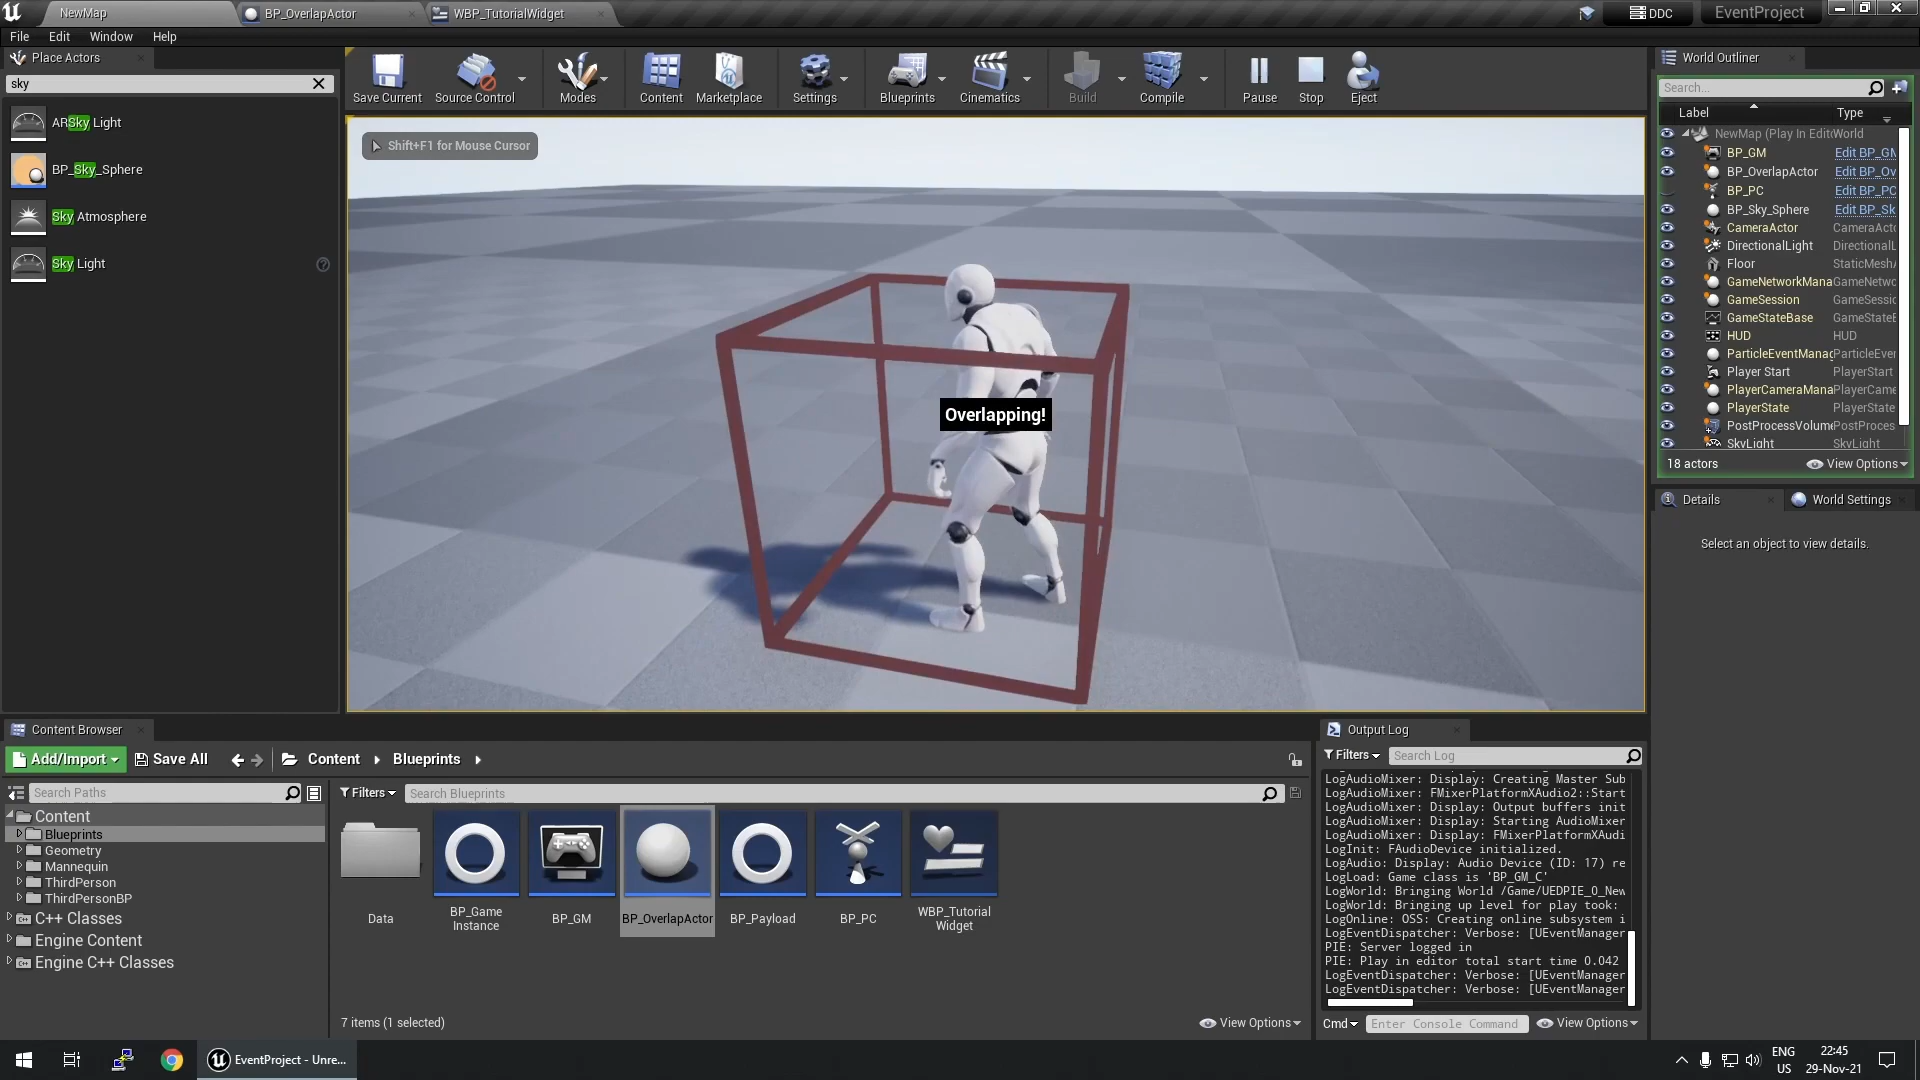 NewMap
BP_OverlapActor
WBP_TutorialWidget
DDC
EventProject
File
Edit
Window
Help
Place Actors
sky
ARSky Light
BP_Sky_Sphere
Sky Atmosphere
Sky Light
Save Current
Source Control
Modes
Content
Marketplace
Settings
Blueprints
Cinematics
Build
Compile
Pause
Stop
Eject
Shift+F1 for Mouse Cursor
Overlapping!
World Outliner
Search...
Label
Type
NewMap (Play In Edito World
BP_GM Edit BP_GM
BP_OverlapActor Edit BP_Ov
BP_PC Edit BP_PC
BP_Sky_Sphere Edit BP_Sk
CameraActor CameraActo
DirectionalLight DirectionalL
Floor StaticMeshA
GameNetworkMana GameNetwo
GameSession GameSessio
GameStateBase GameStateB
HUD HUD
ParticleEventManag ParticleEven
Player Start PlayerStart
PlayerCameraMana PlayerCame
PlayerState PlayerState
PostProcessVolume PostProces
SkyLight SkyLight
18 actors
View Options
Details
World Settings
Select an object to view details.
Content Browser
Add/Import
Save All
Content
Blueprints
Search Paths
Filters
Search Blueprints
Content
Blueprints
Geometry
Mannequin
ThirdPerson
ThirdPersonBP
C++ Classes
Engine Content
Engine C++ Classes
Data
BP_Game
Instance
BP_GM
BP_OverlapActor
BP_Payload
BP_PC
WBP_Tutorial
Widget
7 items (1 selected)
View Options
Output Log
Filters
Search Log
LogAudioMixer: Display: Creating Master Sub
LogAudioMixer: FMixerPlatformXAudio2::Start
LogAudioMixer: Display: Output buffers init
LogAudioMixer: Display: Starting AudioMixer
LogAudioMixer: Display: FMixerPlatformXAudi
LogInit: FAudioDevice initialized.
LogAudio: Display: Audio Device (ID: 17) re
LogLoad: Game class is 'BP_GM_C'
LogWorld: Bringing World /Game/UEDPIE_0_New
LogWorld: Bringing up level for play took:
LogOnline: OSS: Creating online subsystem i
LogEventDispatcher: Verbose: [UEventManager
PIE: Server logged in
PIE: Play in editor total start time 0.042
LogEventDispatcher: Verbose: [UEventManager
LogEventDispatcher: Verbose: [UEventManager
Cmd
Enter Console Command
View Options
EventProject - Unre...
ENG
US
22:45
29-Nov-21